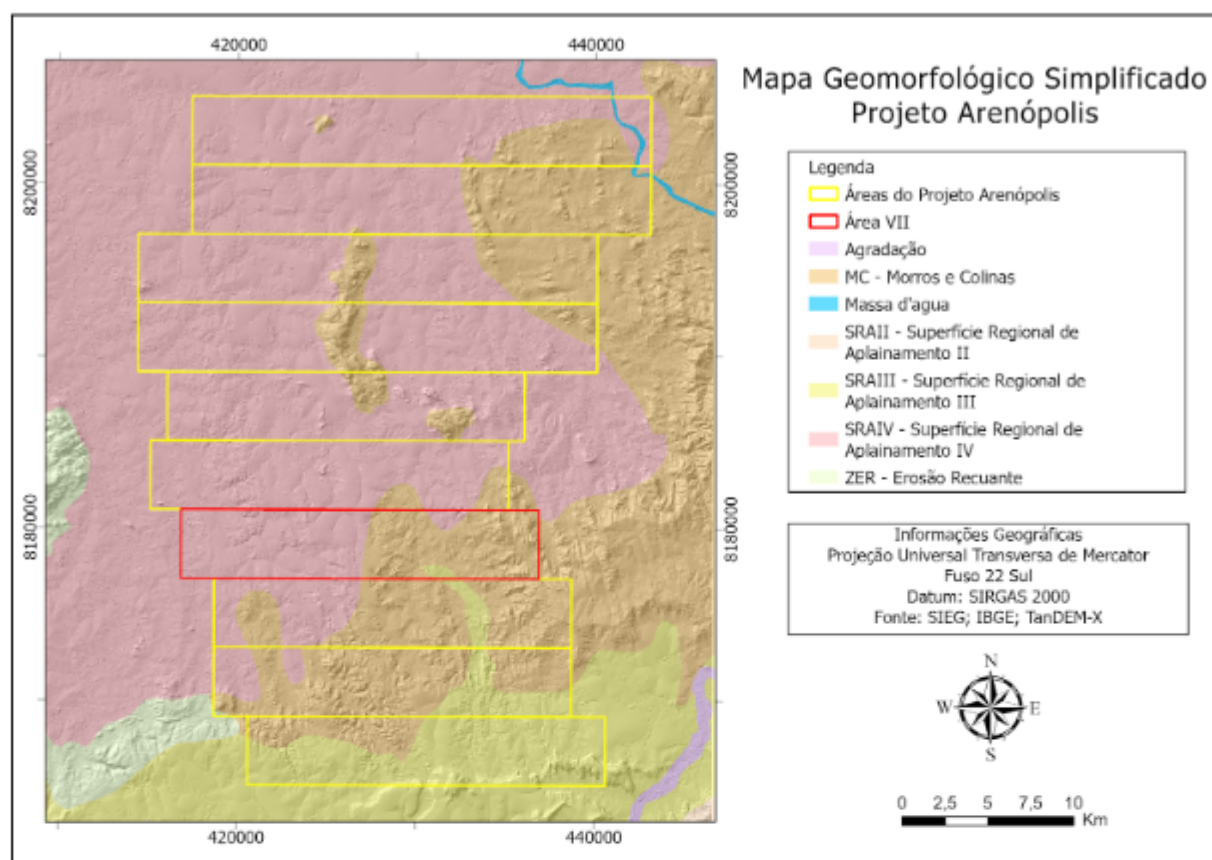 420000
440000
8200000
8200000
8180000
8180000
420000
440000
Mapa Geomorfológico Simplificado
Projeto Arenópolis
Legenda
Áreas do Projeto Arenópolis
Área VII
Agradação
MC - Morros e Colinas
Massa d'agua
SRAII - Superfície Regional de
Aplainamento II
SRAIII - Superfície Regional de
Aplainamento III
SRAIV - Superfície Regional de
Aplainamento IV
ZER - Erosão Recuante
Informações Geográficas
Projeção Universal Transversa de Mercator
Fuso 22 Sul
Datum: SIRGAS 2000
Fonte: SIEG; IBGE; TanDEM-X
N
W E
S
0 2,5 5 7,5 10
Km